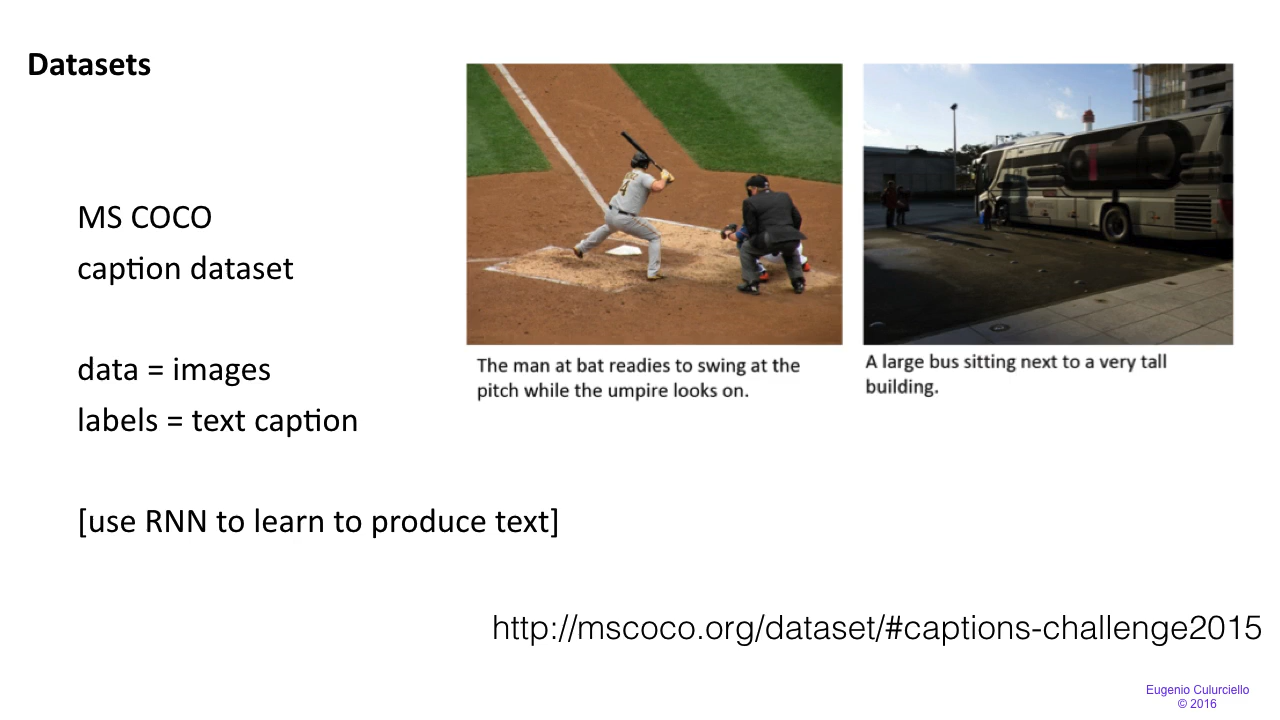 Datasets
MS COCO
caption dataset
data = images
labels = text caption
[use RNN to learn to produce text]
The man at bat readies to swing at the
pitch while the umpire looks on.
A large bus sitting next to a very tall
building.
http://mscoco.org/dataset/#captions-challenge2015
Eugenio Culurciello
© 2016